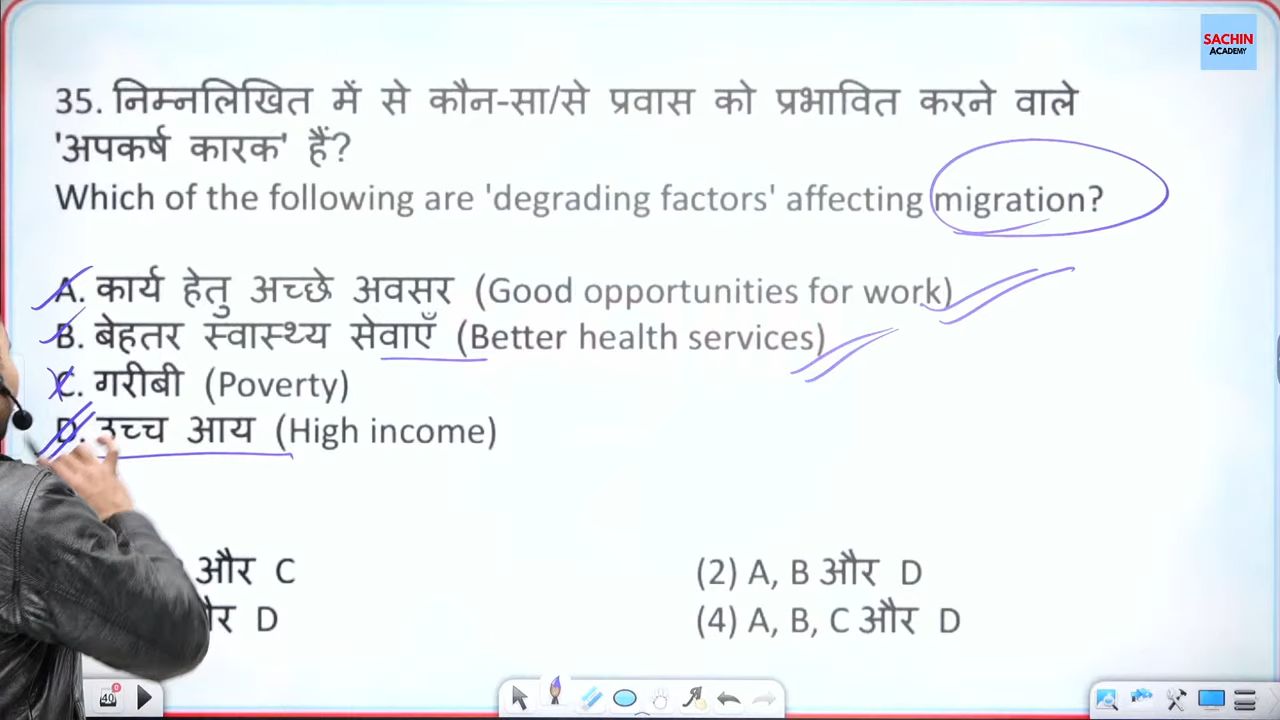 SACHIN
ACADEMY
35. निम्नलिखित में से कौन-सा/से प्रवास को प्रभावित करने वाले
'अपकर्ष कारक' हैं?
Which of the following are 'degrading factors' affecting migration?
A. कार्य हेतु अच्छे अवसर (Good opportunities for work)
B. बेहतर स्वास्थ्य सेवाएँ (Better health services)
C. गरीबी (Poverty)
D. उच्च आय (High income)
और C
(2) A, B और D
D
(4) A, B, C और D
40